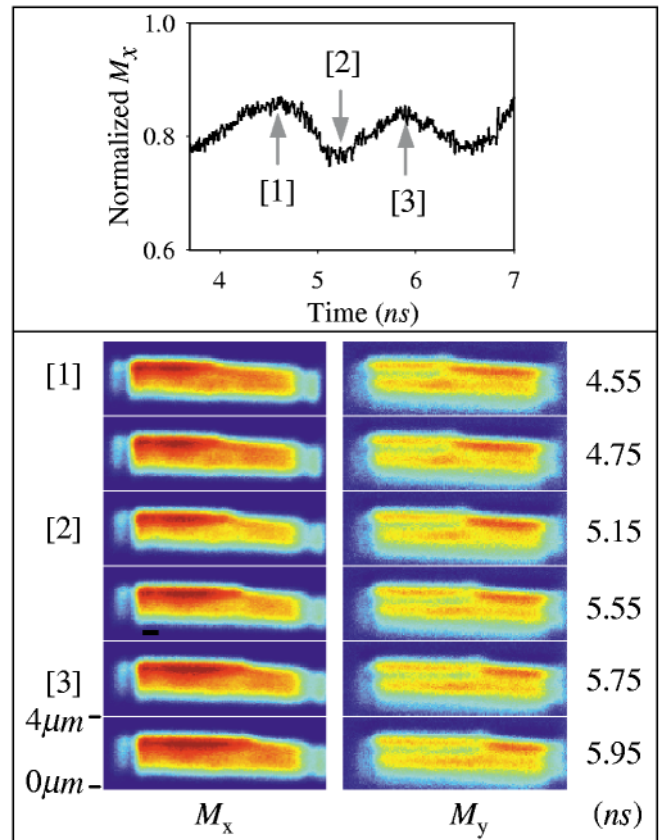 1.0
[2]
Normalized Mx
0.8
[1]
[3]
0.6
4
5
6
7
Time (ns)
[1]
4.55
4.75
[2]
5.15
5.55
[3]
5.75
4μm
5.95
0μm
Mx
My
(ns)